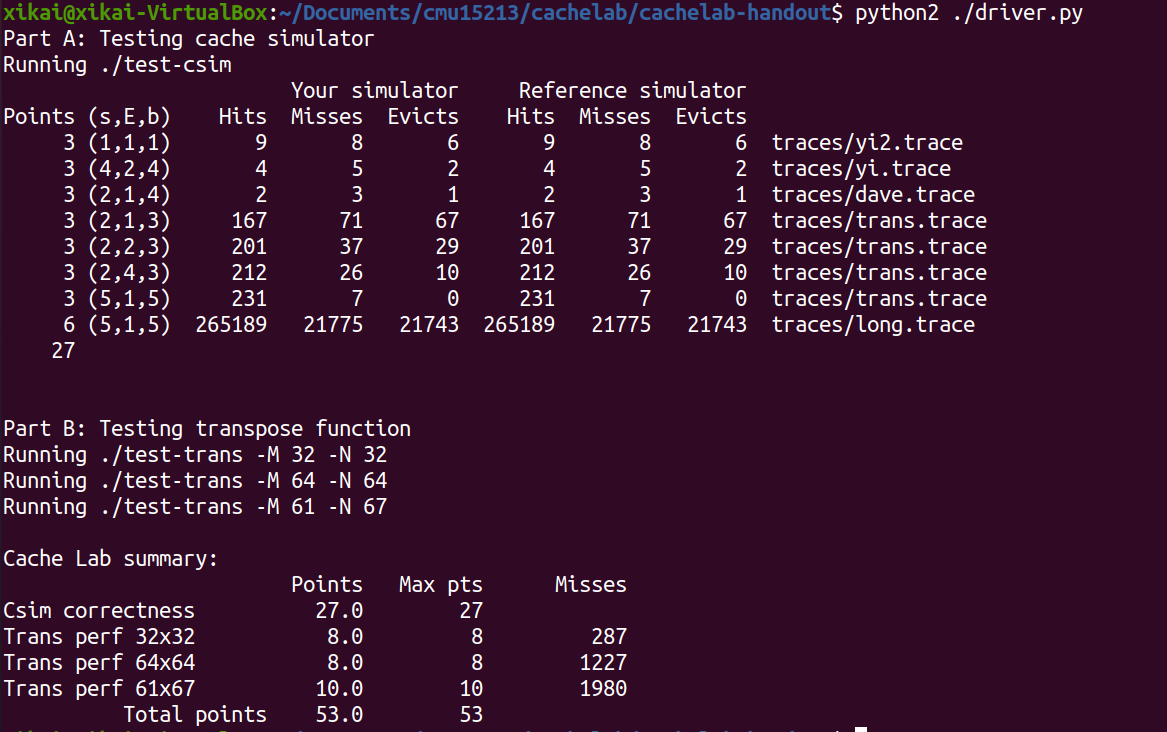 xikai@xikai-VirtualBox:~/Documents/cmu15213/cachelab/cachelab-handout$ python2 ./driver.py
Part A: Testing cache simulator
Running ./test-csim
                        Your simulator     Reference simulator
Points (s,E,b)    Hits  Misses  Evicts    Hits  Misses  Evicts
     3 (1,1,1)       9       8       6       9       8       6  traces/yi2.trace
     3 (4,2,4)       4       5       2       4       5       2  traces/yi.trace
     3 (2,1,4)       2       3       1       2       3       1  traces/dave.trace
     3 (2,1,3)     167      71      67     167      71      67  traces/trans.trace
     3 (2,2,3)     201      37      29     201      37      29  traces/trans.trace
     3 (2,4,3)     212      26      10     212      26      10  traces/trans.trace
     3 (5,1,5)     231       7       0     231       7       0  traces/trans.trace
     6 (5,1,5)  265189   21775   21743  265189   21775   21743  traces/long.trace
    27
Part B: Testing transpose function
Running ./test-trans -M 32 -N 32
Running ./test-trans -M 64 -N 64
Running ./test-trans -M 61 -N 67
Cache Lab summary:
                        Points   Max pts      Misses
Csim correctness          27.0        27
Trans perf 32x32           8.0         8         287
Trans perf 64x64           8.0         8        1227
Trans perf 61x67          10.0        10        1980
          Total points    53.0        53